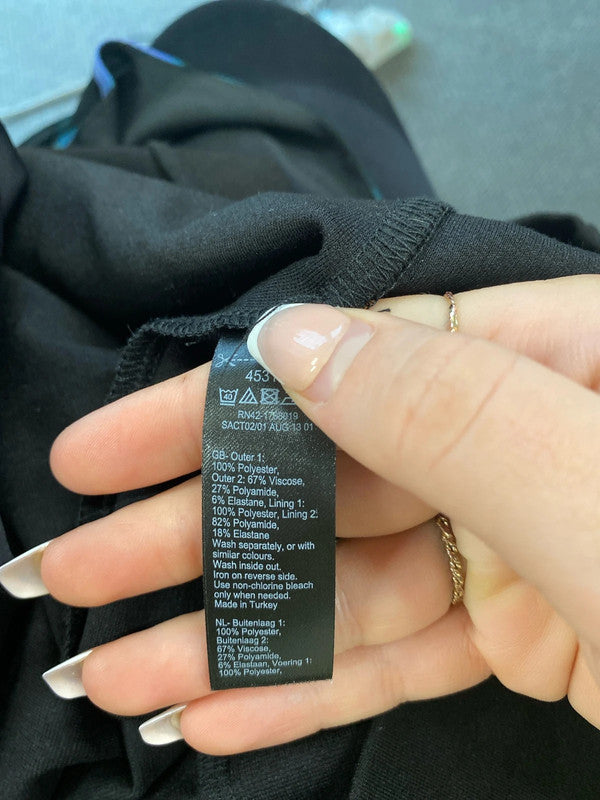 4531
40
RN42-1788019
SACT02/01 AUG 13 01
GB- Outer 1:
100% Polyester,
Outer 2: 67% Viscose,
27% Polyamide,
6% Elastane, Lining 1:
100% Polyester, Lining 2:
82% Polyamide,
18% Elastane
Wash separately, or with
similar colours.
Wash inside out.
Iron on reverse side.
Use non-chlorine bleach
only when needed.
Made in Turkey
NL- Buitenlaag 1:
100% Polyester,
Buitenlaag 2:
67% Viscose,
27% Polyamide,
6% Elastaan, Voering 1:
100% Polyester,